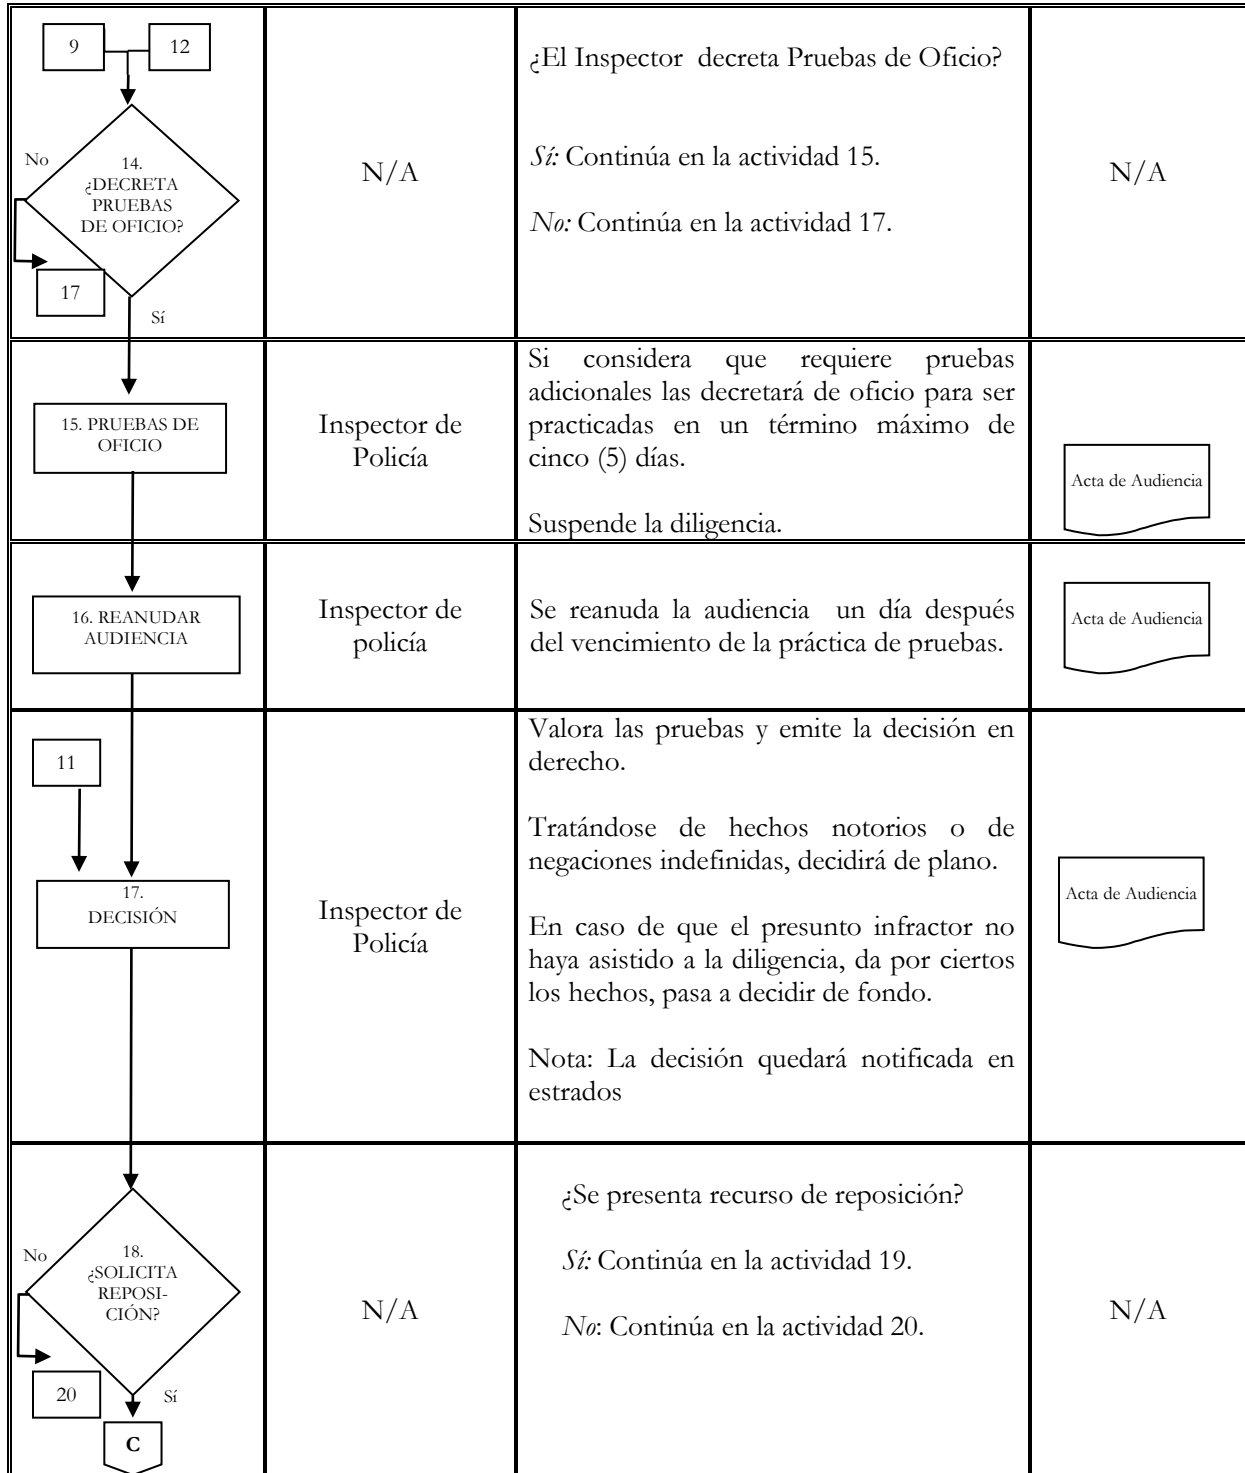 9
12
No
14.
¿DECRETA
PRUEBAS
DE OFICIO?
17
Sí
N/A
¿El Inspector decreta Pruebas de Oficio?
Sí: Continúa en la actividad 15.
No: Continúa en la actividad 17.
N/A
15. PRUEBAS DE
OFICIO
Inspector de
Policía
Si considera que requiere pruebas
adicionales las decretará de oficio para ser
practicadas en un término máximo de
cinco (5) días.
Suspende la diligencia.
Acta de Audiencia
16. REANUDAR
AUDIENCIA
Inspector de
policía
Se reanuda la audiencia un día después
del vencimiento de la práctica de pruebas.
Acta de Audiencia
11
17.
DECISIÓN
Inspector de
Policía
Valora las pruebas y emite la decisión en
derecho.
Tratándose de hechos notorios o de
negaciones indefinidas, decidirá de plano.
En caso de que el presunto infractor no
haya asistido a la diligencia, da por ciertos
los hechos, pasa a decidir de fondo.
Nota: La decisión quedará notificada en
estrados
Acta de Audiencia
No
18.
¿SOLICITA
REPOSI-
CIÓN?
20
Sí
C
N/A
¿Se presenta recurso de reposición?
Sí: Continúa en la actividad 19.
No: Continúa en la actividad 20.
N/A